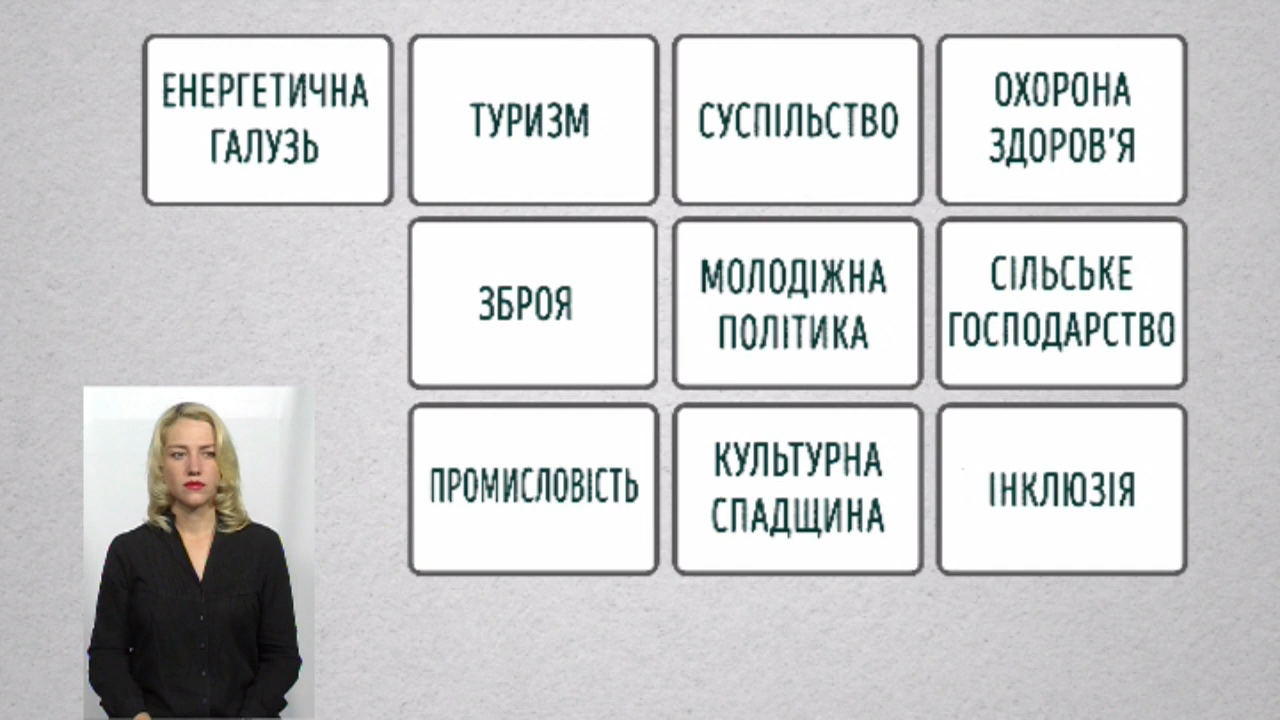 ЕНЕРГЕТИЧНА
ГАЛУЗЬ
ТУРИЗМ
СУСПІЛЬСТВО
ОХОРОНА
ЗДОРОВ'Я
ЗБРОЯ
МОЛОДІЖНА
ПОЛІТИКА
СІЛЬСЬКЕ
ГОСПОДАРСТВО
ПРОМИСЛОВІСТЬ
КУЛЬТУРНА
СПАДЩИНА
ІНКЛЮЗІЯ